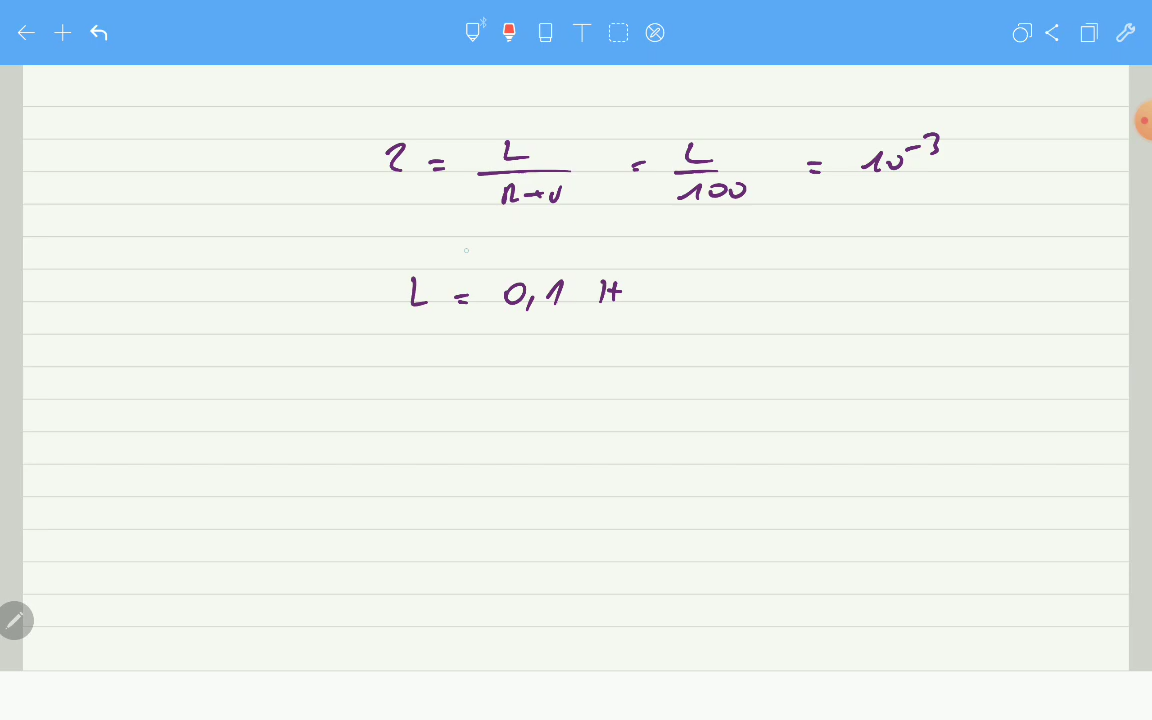 τ = L / (R+r) = L / 100 = 10⁻³
L = 0,1 H